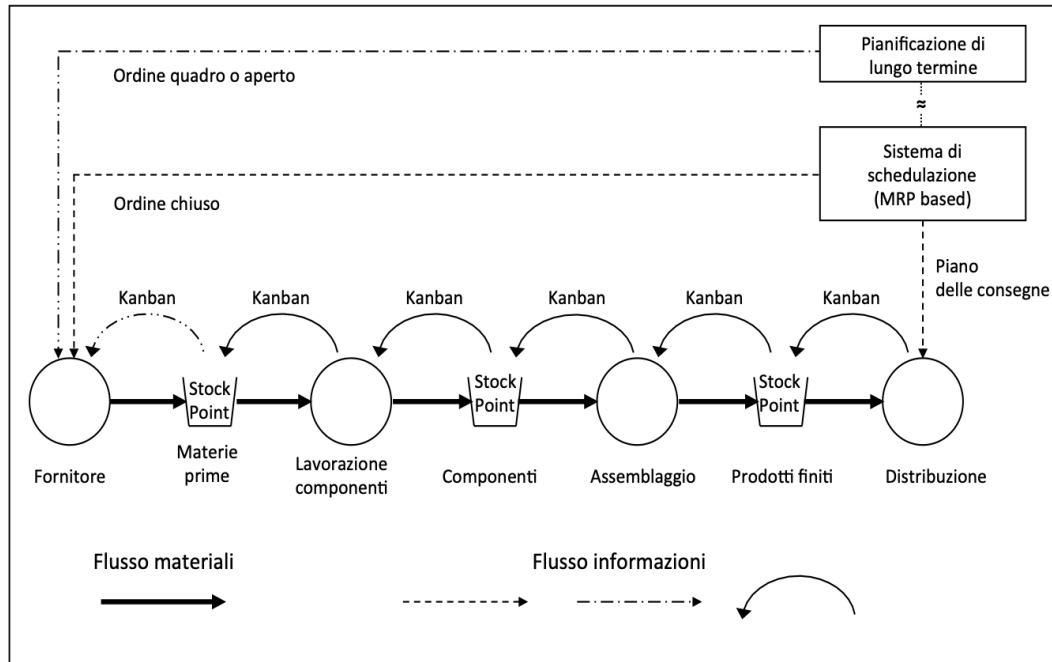 Pianificazione di
lungo termine
Ordine quadro o aperto
≈
Sistema di
schedulazione
(MRP based)
Ordine chiuso
Piano
delle consegne
Kanban
Kanban
Kanban
Kanban
Kanban
Kanban
Stock
Point
Stock
Point
Stock
Point
Fornitore
Materie
prime
Lavorazione
componenti
Componenti
Assemblaggio
Prodotti finiti
Distribuzione
Flusso materiali
Flusso informazioni